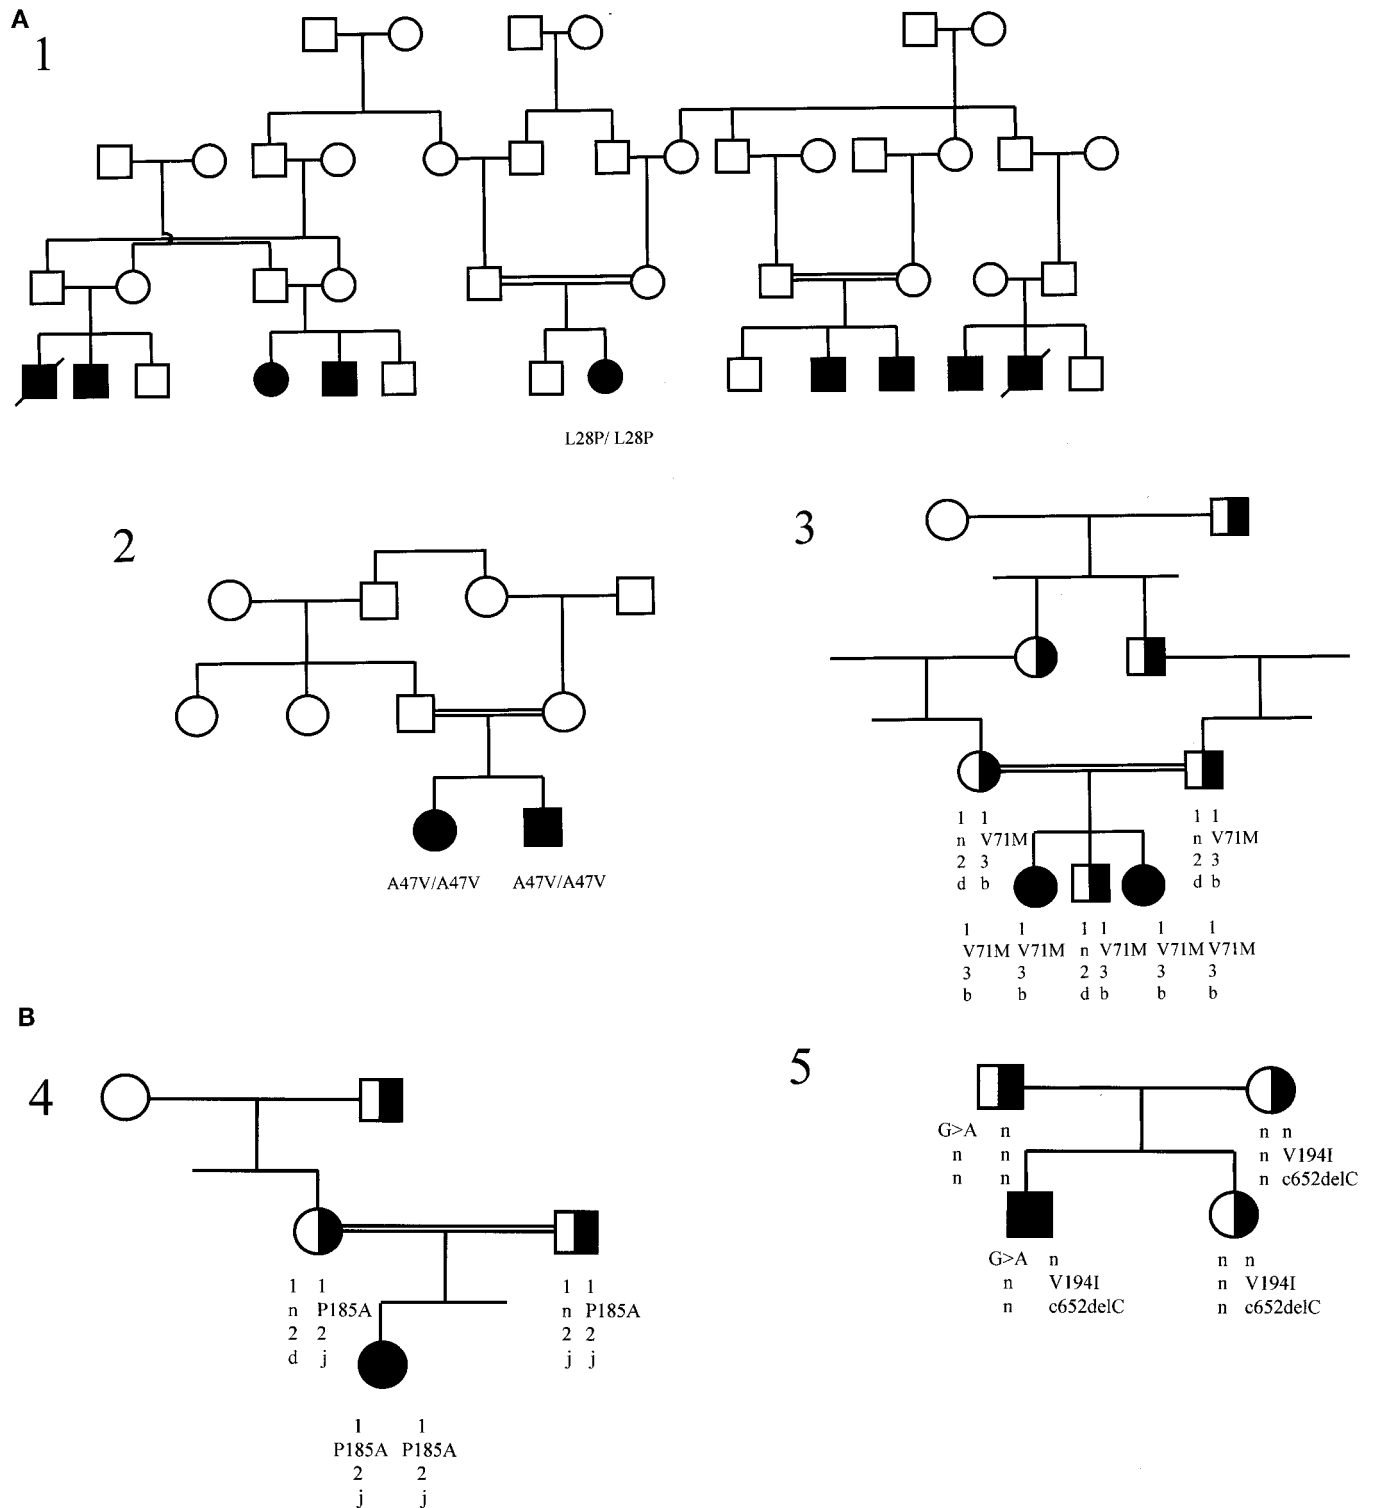 A
1
L28P/ L28P
2
3
A47V/A47V A47V/A47V
1 1 1 1
n V71M n V71M
2 3 2 3
d b d b
1 1 1 1 1 1
V71M V71M n V71M V71M V71M
3 3 2 3 3 3
b b d b b b
B
4
5
G>A n n n
n n n V194I
n n n c652delC
G>A n n n
n V194I n V194I
n c652delC n c652delC
1 1 1 1
n P185A n P185A
2 2 2 2
d j j j
1 1
P185A P185A
2 2
j j